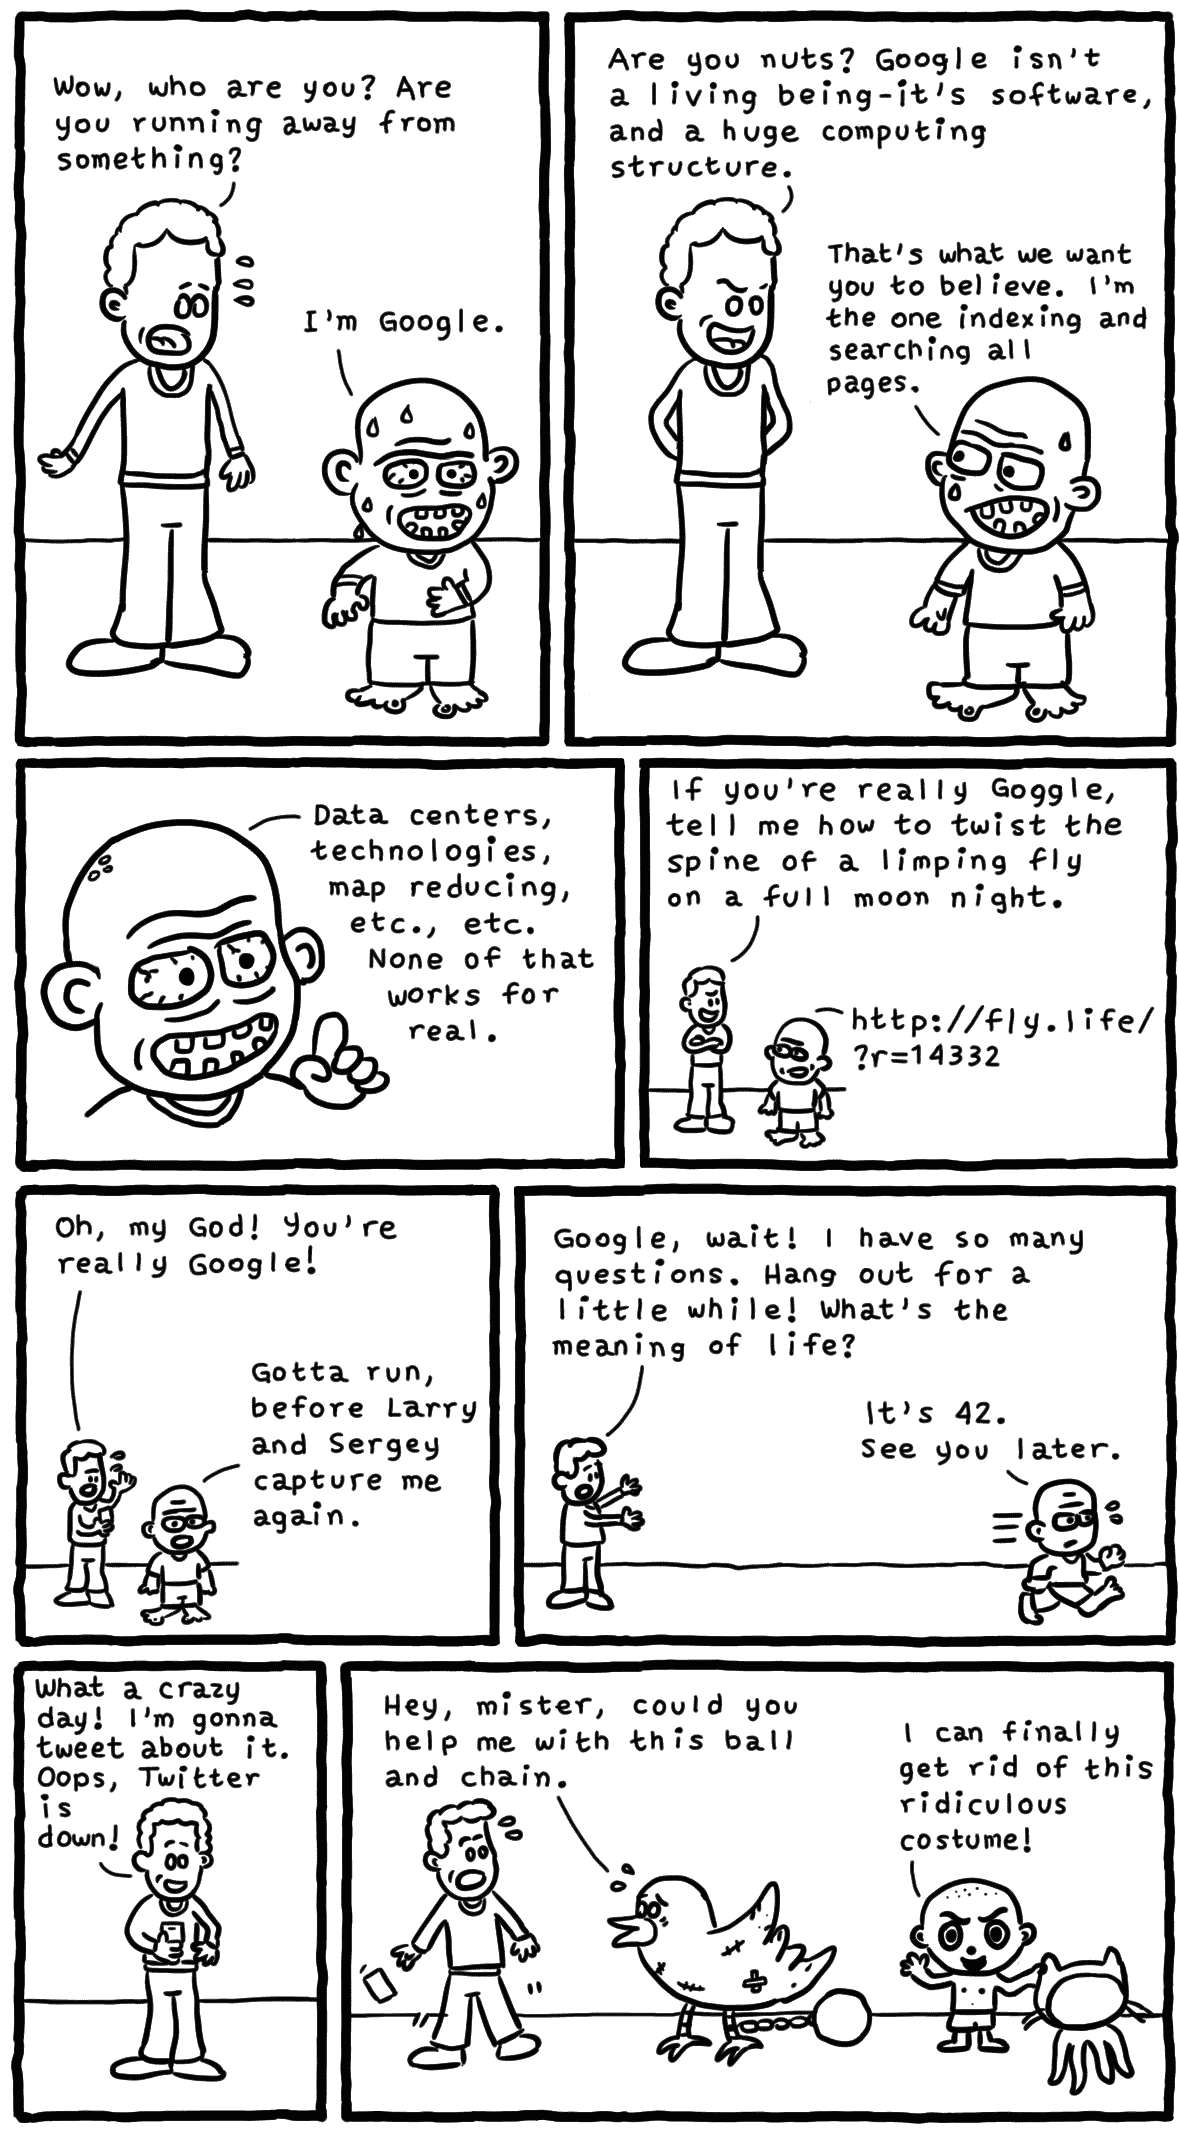 Wow, who are you? Are
you running away from
something?
I'm Google.
Are you nuts? Google isn't
a living being-it's software,
and a huge computing
structure.
That's what we want
you to believe. I'm
the one indexing and
searching all
pages.
Data centers,
technologies,
map reducing,
etc., etc.
None of that
works for
real.
If you're really Goggle,
tell me how to twist the
spine of a limping fly
on a full moon night.
http://fly.life/
?r=14332
Oh, my God! You're
really Google!
Gotta run,
before Larry
and Sergey
capture me
again.
Google, wait! I have so many
questions. Hang out for a
little while! What's the
meaning of life?
It's 42.
See you later.
What a crazy
day! I'm gonna
tweet about it.
Oops, Twitter
is
down!
Hey, mister, could you
help me with this ball
and chain.
I can finally
get rid of this
ridiculous
costume!